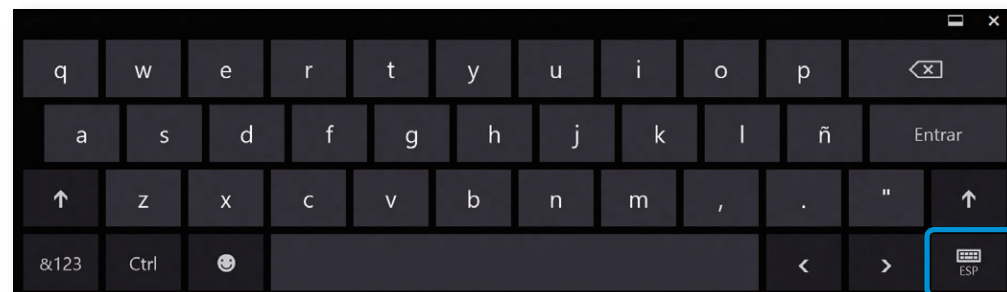 q w e r t y u i o p
a s d f g h j k l ñ Entrar
z x c v b n m , . "
&123 Ctrl < >
ESP